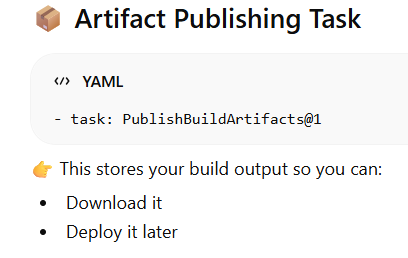 📦 Artifact Publishing Task
</> YAML
- task: PublishBuildArtifacts@1
👉 This stores your build output so you can:
• Download it
• Deploy it later